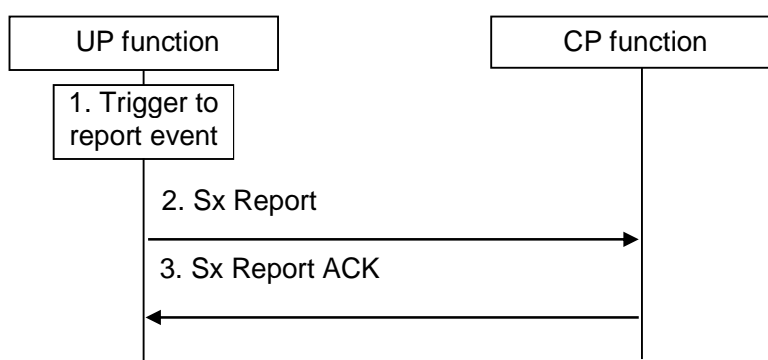 UP function
CP function
1. Trigger to
report event
2. Sx Report
3. Sx Report ACK